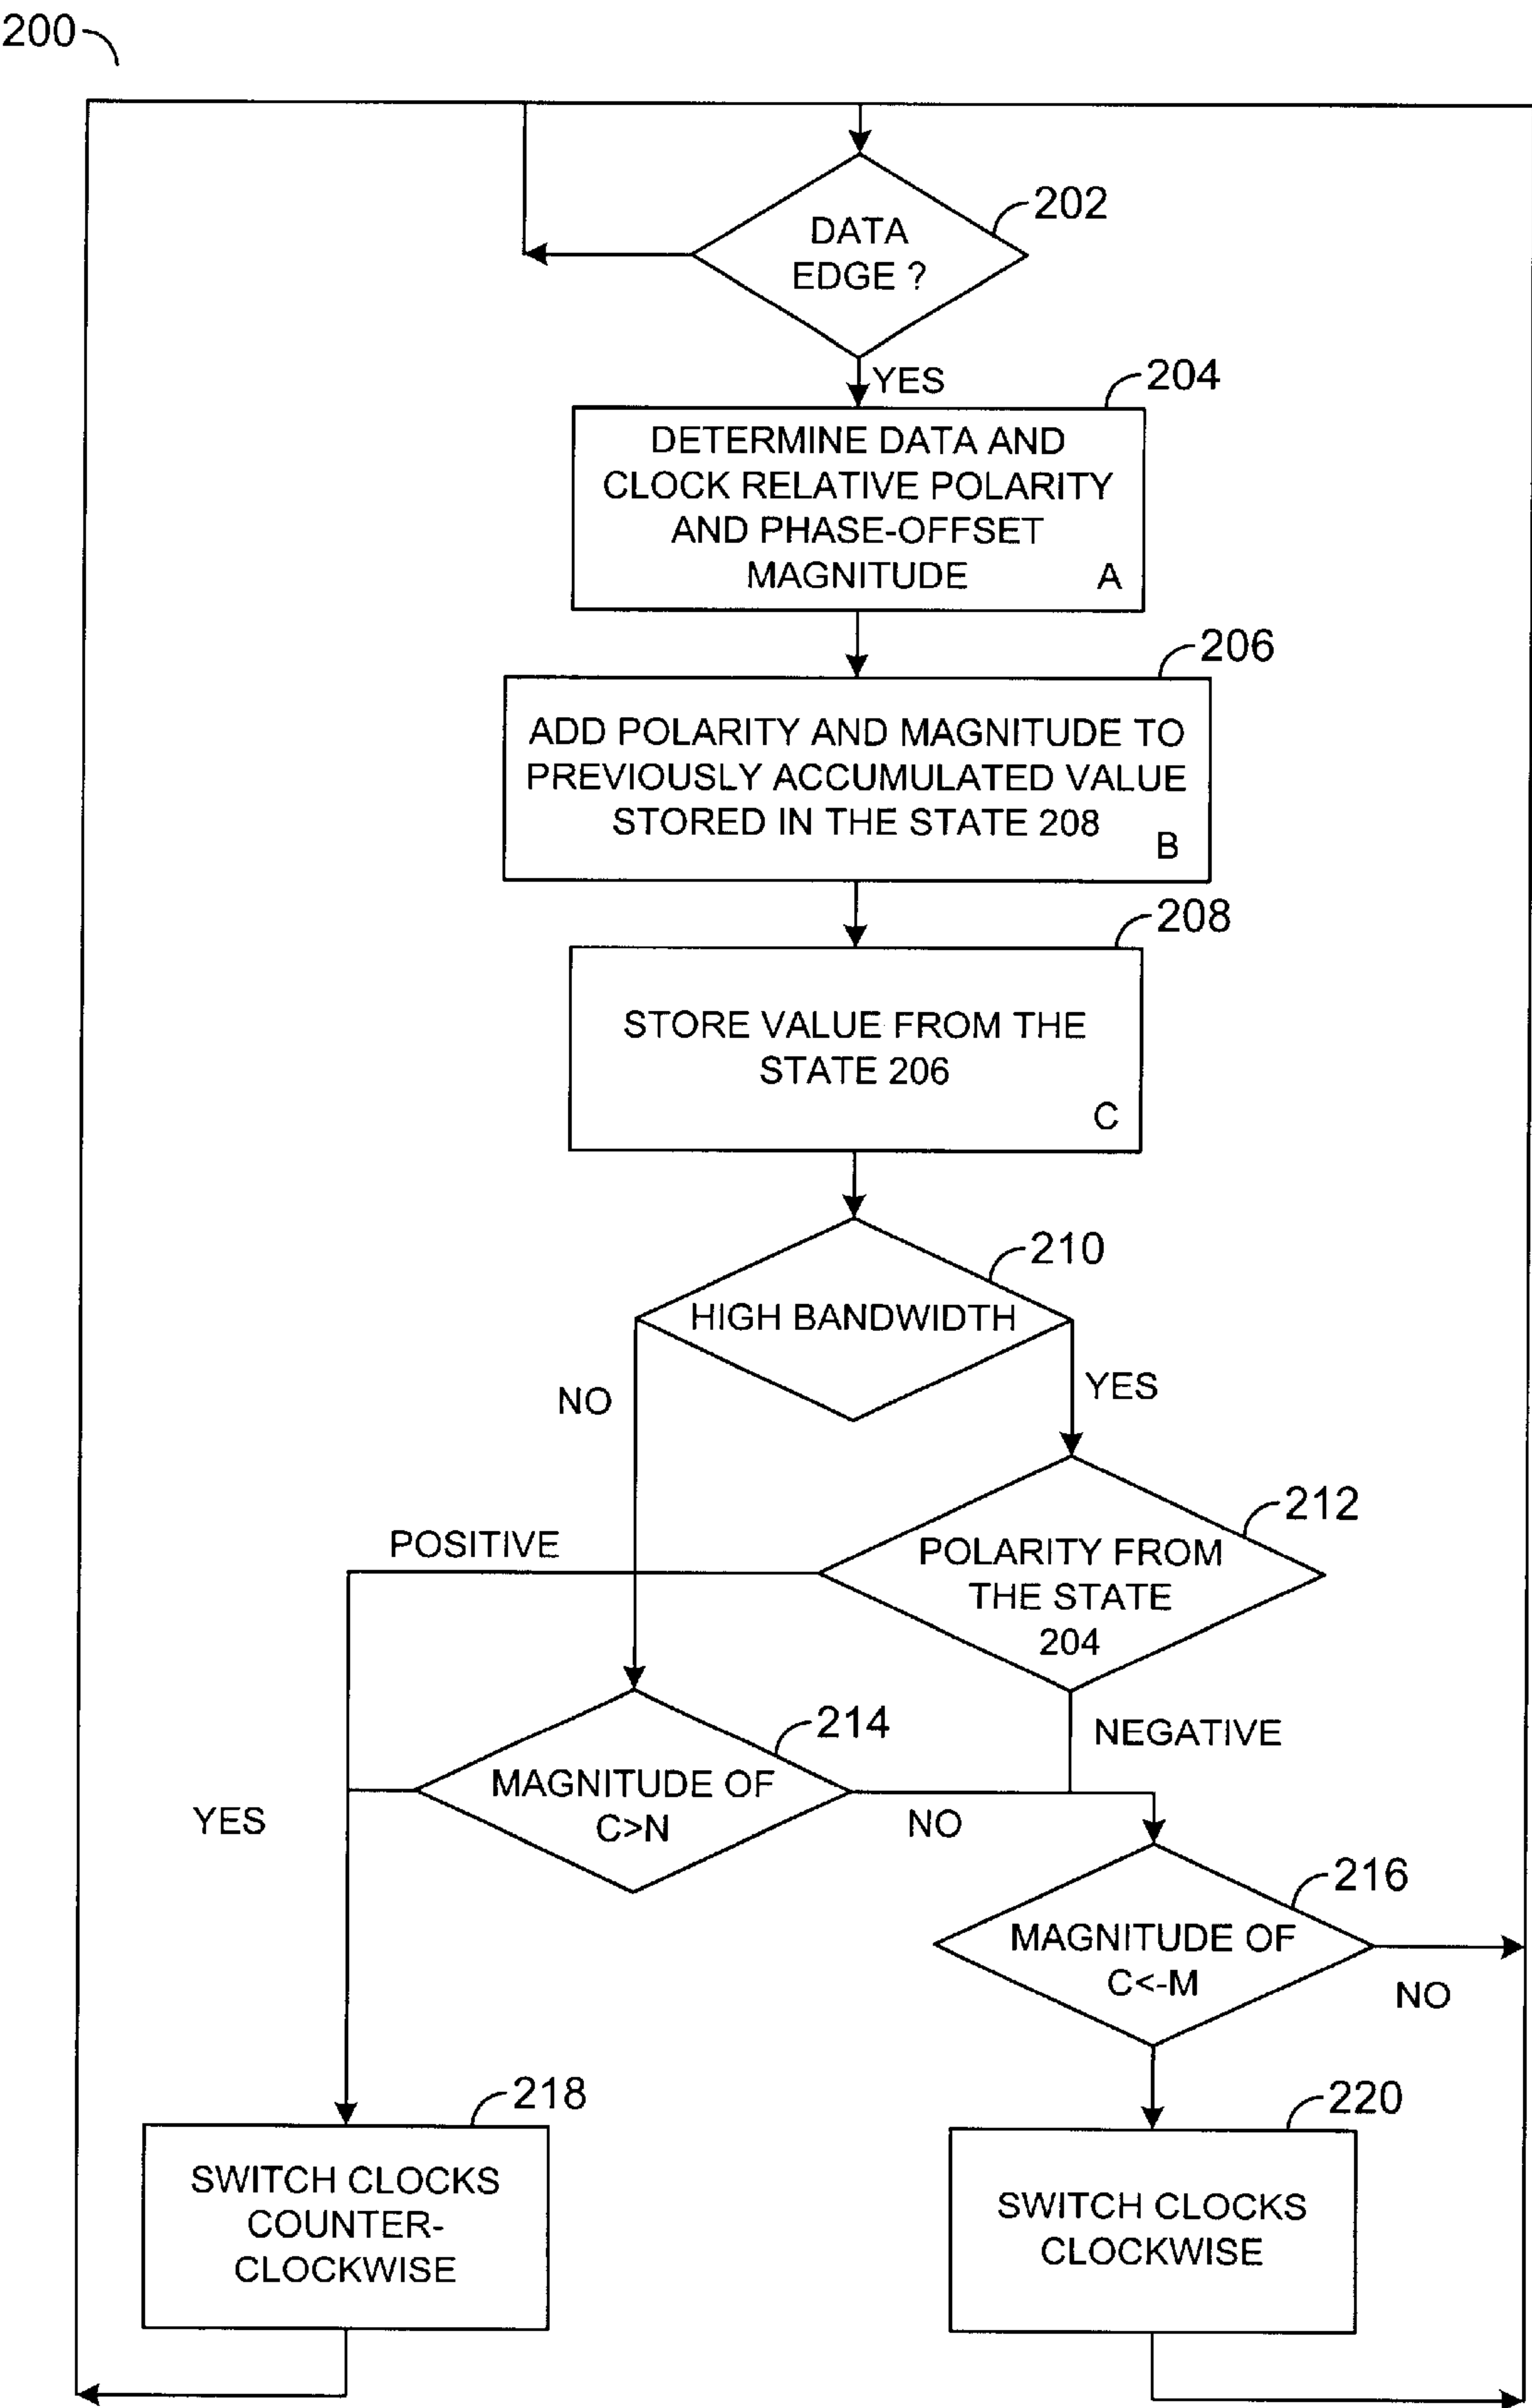 200
202
DATA
EDGE ?
YES
204
DETERMINE DATA AND
CLOCK RELATIVE POLARITY
AND PHASE-OFFSET
MAGNITUDE
A
206
ADD POLARITY AND MAGNITUDE TO
PREVIOUSLY ACCUMULATED VALUE
STORED IN THE STATE 208
B
208
STORE VALUE FROM THE
STATE 206
C
210
HIGH BANDWIDTH
NO
YES
212
POLARITY FROM
THE STATE
204
POSITIVE
NEGATIVE
214
MAGNITUDE OF
C>N
YES
NO
216
MAGNITUDE OF
C<-M
NO
218
SWITCH CLOCKS
COUNTER-
CLOCKWISE
220
SWITCH CLOCKS
CLOCKWISE